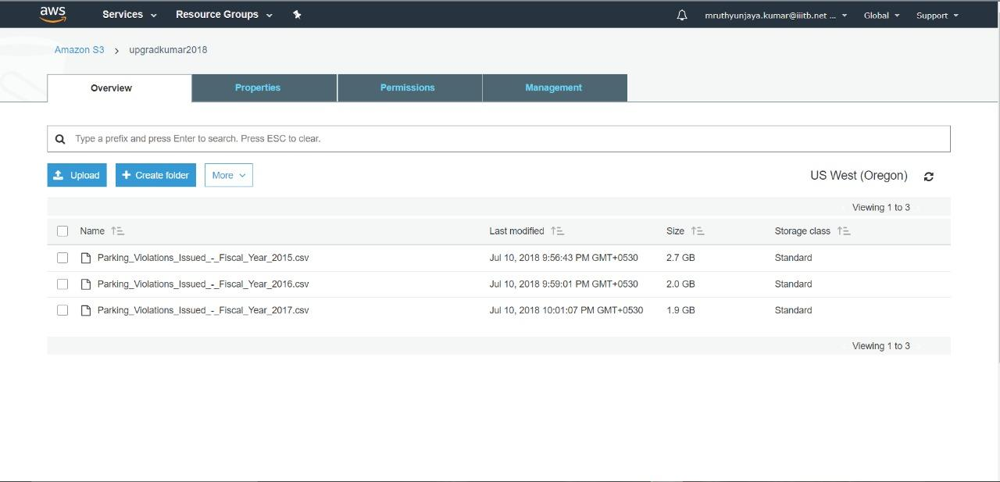 aws Services Resource Groups mruthyunjaya.kumar@iiitb.net ... Global Support
Amazon S3 > upgradkumar2018
Overview Properties Permissions Management
Type a prefix and press Enter to search. Press ESC to clear.
Upload + Create folder More US West (Oregon)
Viewing 1 to 3
Name Last modified Size Storage class
Parking_Violations_Issued_-_Fiscal_Year_2015.csv Jul 10, 2018 9:56:43 PM GMT+0530 2.7 GB Standard
Parking_Violations_Issued_-_Fiscal_Year_2016.csv Jul 10, 2018 9:59:01 PM GMT+0530 2.0 GB Standard
Parking_Violations_Issued_-_Fiscal_Year_2017.csv Jul 10, 2018 10:01:07 PM GMT+0530 1.9 GB Standard
Viewing 1 to 3